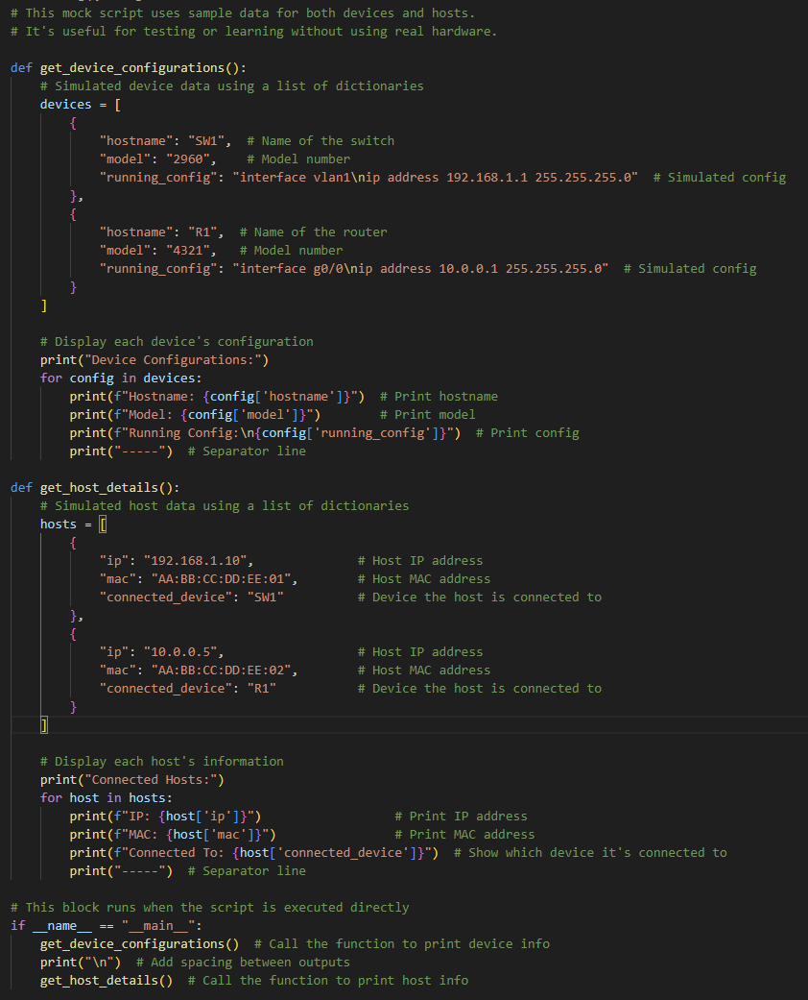 # This mock script uses sample data for both devices and hosts.
# It's useful for testing or learning without using real hardware.

def get_device_configurations():
    # Simulated device data using a list of dictionaries
    devices = [
        {
            "hostname": "SW1",  # Name of the switch
            "model": "2960",    # Model number
            "running_config": "interface vlan1\nip address 192.168.1.1 255.255.255.0"  # Simulated config
        },
        {
            "hostname": "R1",  # Name of the router
            "model": "4321",   # Model number
            "running_config": "interface g0/0\nip address 10.0.0.1 255.255.255.0"  # Simulated config
        }
    ]

    # Display each device's configuration
    print("Device Configurations:")
    for config in devices:
        print(f"Hostname: {config['hostname']}")  # Print hostname
        print(f"Model: {config['model']}")        # Print model
        print(f"Running Config:\n{config['running_config']}")  # Print config
        print("-----")  # Separator line

def get_host_details():
    # Simulated host data using a list of dictionaries
    hosts = [
        {
            "ip": "192.168.1.10",              # Host IP address
            "mac": "AA:BB:CC:DD:EE:01",        # Host MAC address
            "connected_device": "SW1"          # Device the host is connected to
        },
        {
            "ip": "10.0.0.5",                  # Host IP address
            "mac": "AA:BB:CC:DD:EE:02",        # Host MAC address
            "connected_device": "R1"           # Device the host is connected to
        }
    ]

    # Display each host's information
    print("Connected Hosts:")
    for host in hosts:
        print(f"IP: {host['ip']}")                  # Print IP address
        print(f"MAC: {host['mac']}")                # Print MAC address
        print(f"Connected To: {host['connected_device']}")  # Show which device it's connected to
        print("-----")  # Separator line

# This block runs when the script is executed directly
if __name__ == "__main__":
    get_device_configurations()  # Call the function to print device info
    print("\n")  # Add spacing between outputs
    get_host_details()  # Call the function to print host info